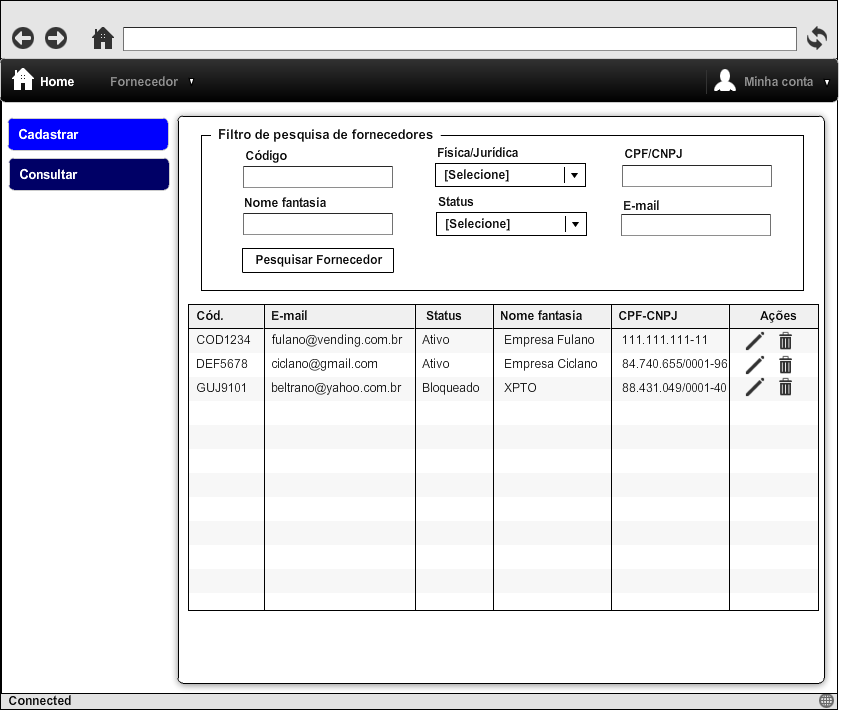 Home
Fornecedor
Minha conta
Cadastrar
Consultar
Filtro de pesquisa de fornecedores
Código
Física/Jurídica
CPF/CNPJ
[Selecione]
Nome fantasia
Status
E-mail
[Selecione]
Pesquisar Fornecedor
Cód. E-mail Status Nome fantasia CPF-CNPJ Ações
COD1234 fulano@vending.com.br Ativo Empresa Fulano 111.111.111-11
DEF5678 ciclano@gmail.com Ativo Empresa Ciclano 84.740.655/0001-96
GUJ9101 beltrano@yahoo.com.br Bloqueado XPTO 88.431.049/0001-40
Connected